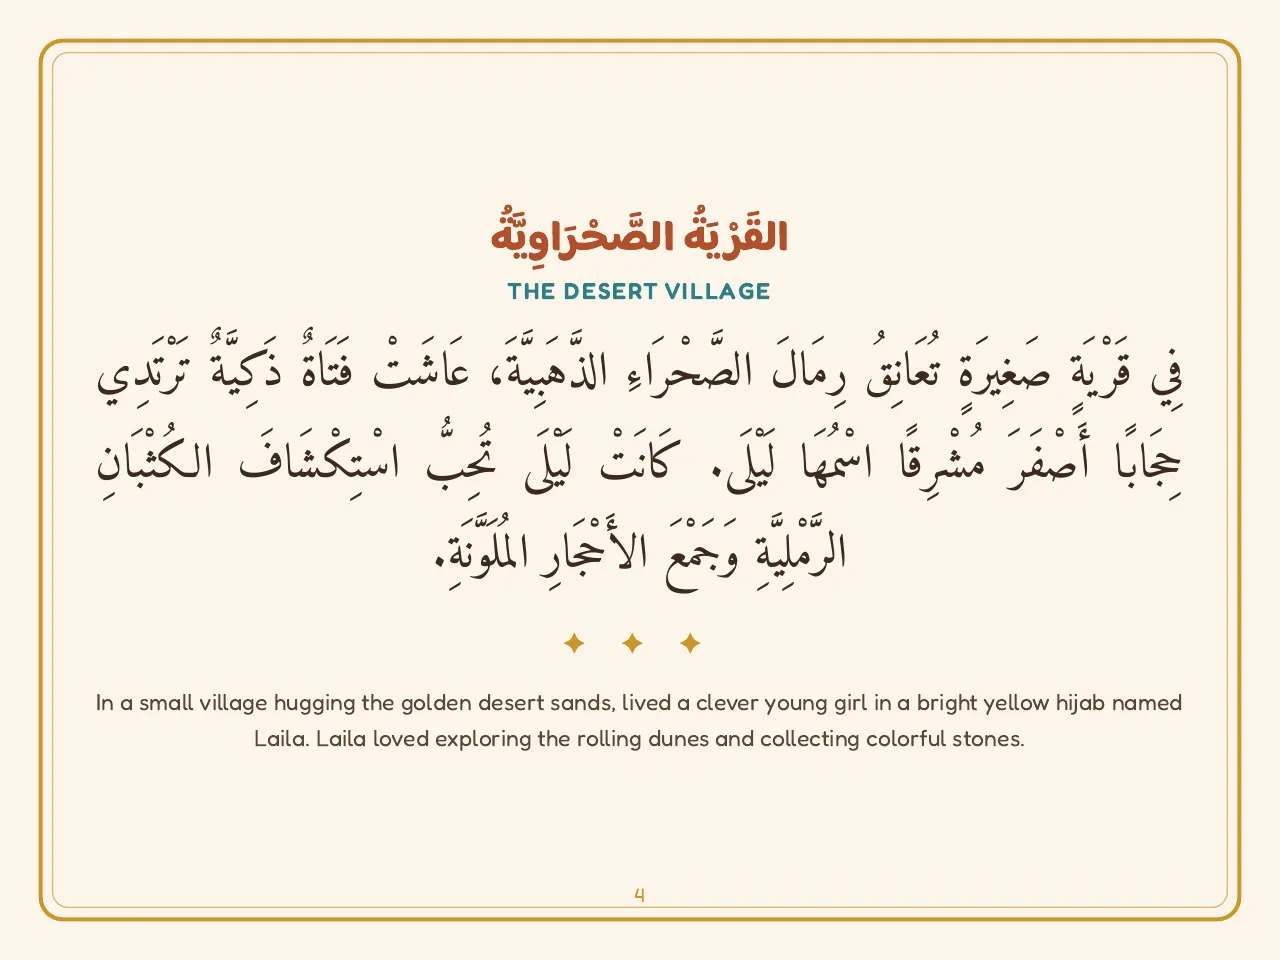 القَرْيَةُ الصَّحْرَاوِيَّةُ
THE DESERT VILLAGE
فِي قَرْيَةٍ صَغِيرَةٍ تُعَانِقُ رِمَالَ الصَّحْرَاءِ الذَّهَبِيَّةَ، عَاشَتْ فَتَاةٌ ذَكِيَّةٌ تَرْتَدِي
حِجَابًا أَصْفَرَ مُشْرِقًا اسْمُهَا لَيْلَى. كَانَتْ لَيْلَى تُحِبُّ اسْتِكْشَافَ الكُثْبَانِ
الرَّمْلِيَّةِ وَجَمْعَ الأَحْجَارِ المُلَوَّنَةِ.
In a small village hugging the golden desert sands, lived a clever young girl in a bright yellow hijab named
Laila. Laila loved exploring the rolling dunes and collecting colorful stones.
4